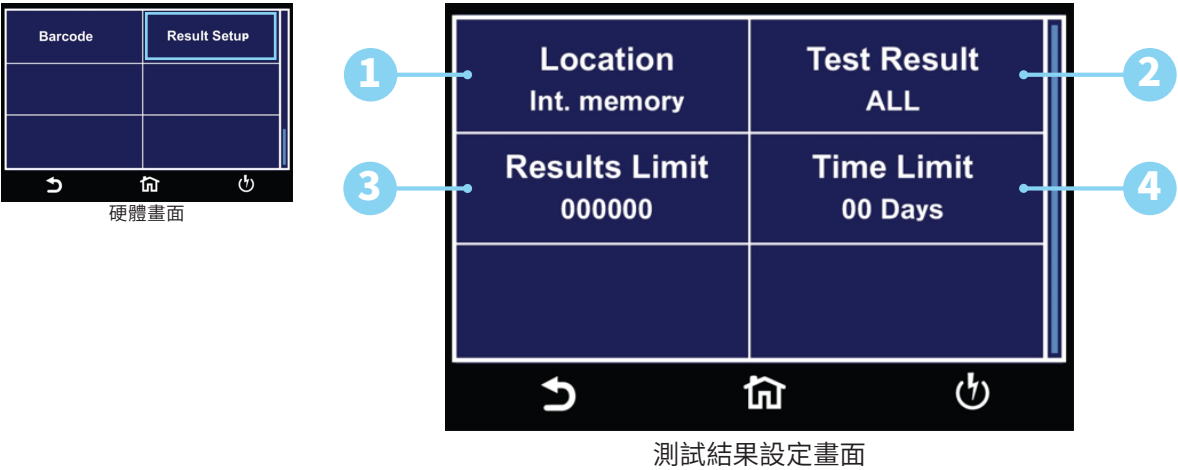 Barcode
Result Setup
硬體畫面
1
Location
Int. memory
Test Result
ALL
2
3
Results Limit
000000
Time Limit
00 Days
4
測試結果設定畫面